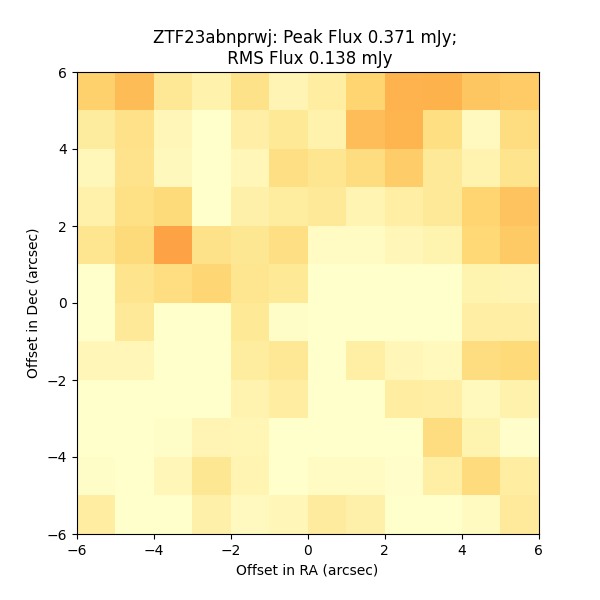 ZTF23abnprwj: Peak Flux 0.371 mJy;
RMS Flux 0.138 mJy
6
4
2
0
−2
−4
−6
Offset in Dec (arcsec)
−6 −4 −2 0 2 4 6
Offset in RA (arcsec)